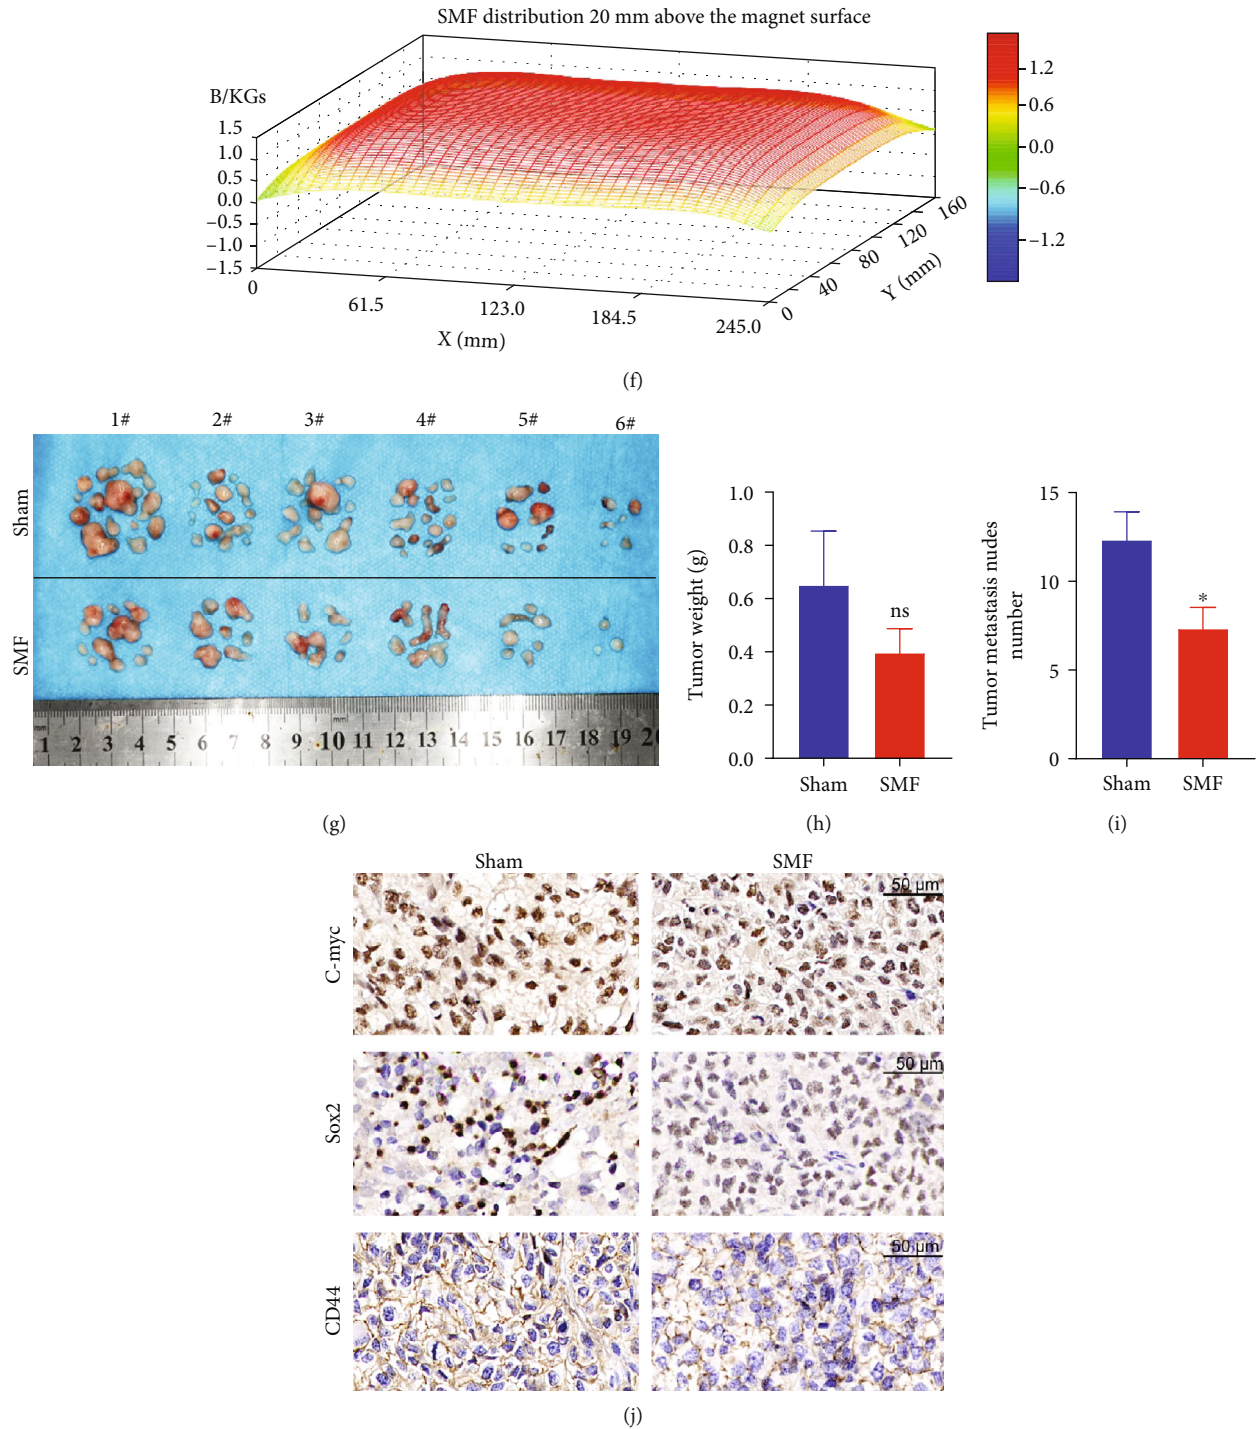 SMF distribution 20 mm above the magnet surface
B/KGs
1.5
1.0
0.5
0.0
−0.5
−1.0
−1.5
0
61.5
123.0
184.5
245.0
X (mm)
0
40
80
120
160
Y (mm)
1.2
0.6
0.0
−0.6
−1.2
(f)
1# 2# 3# 4# 5# 6#
Sham
SMF
mm
mm
1 2 3 4 5 6 7 8 9 10 11 12 13 14 15 16 17 18 19 20
(g)
Tumor weight (g)
1.0
0.8
0.6
0.4
0.2
0.0
ns
Sham SMF
(h)
Tumor metastasis nudes
number
15
10
5
0
*
Sham SMF
(i)
Sham SMF
C-myc
50 μm
Sox2
50 μm
CD44
50 μm
(j)